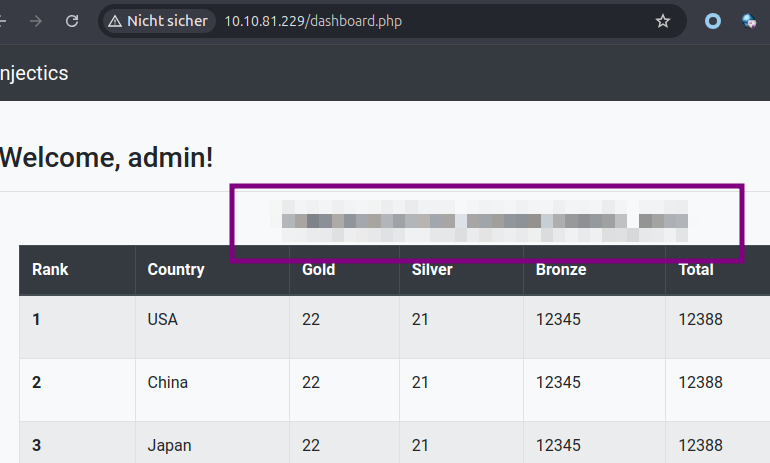 Nicht sicher 10.10.81.229/dashboard.php
njectics
Welcome, admin!
Rank Country Gold Silver Bronze Total
1 USA 22 21 12345 12388
2 China 22 21 12345 12388
3 Japan 22 21 12345 12388